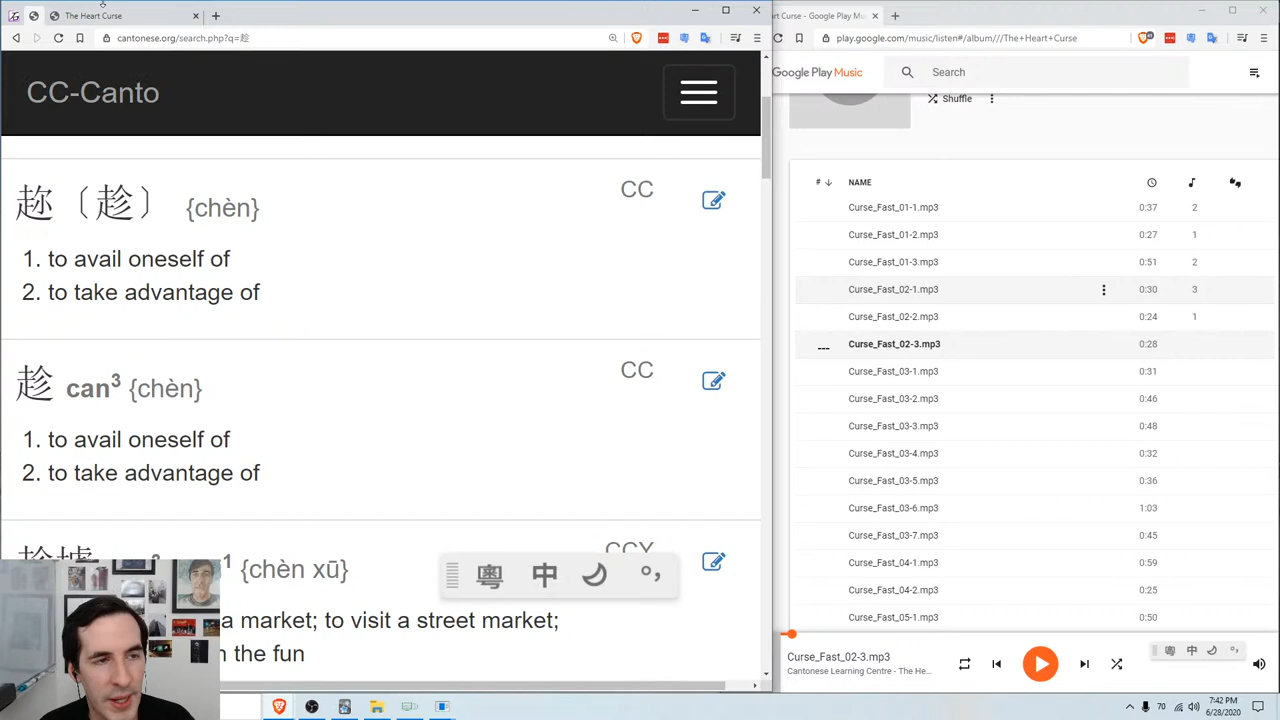 The Heart Curse
cantonese.org/search.php?q=趁
CC-Canto
趂〔趁〕 {chèn}
CC
1. to avail oneself of
2. to take advantage of
趁 can³ {chèn}
CC
1. to avail oneself of
2. to take advantage of
{chèn xū}
CCY
a market; to visit a street market;
the fun
粵 中
Curse - Google Play Music
play.google.com/music/listen#/album///The+Heart+Curse
Google Play Music
Search
Shuffle
# NAME
Curse_Fast_01-1.mp3 0:37 2
Curse_Fast_01-2.mp3 0:27 1
Curse_Fast_01-3.mp3 0:51 2
Curse_Fast_02-1.mp3 0:30 3
Curse_Fast_02-2.mp3 0:24 1
Curse_Fast_02-3.mp3 0:28
Curse_Fast_03-1.mp3 0:31
Curse_Fast_03-2.mp3 0:46
Curse_Fast_03-3.mp3 0:48
Curse_Fast_03-4.mp3 0:32
Curse_Fast_03-5.mp3 0:36
Curse_Fast_03-6.mp3 1:03
Curse_Fast_03-7.mp3 0:45
Curse_Fast_04-1.mp3 0:59
Curse_Fast_04-2.mp3 0:25
Curse_Fast_05-1.mp3 0:50
Curse_Fast_02-3.mp3
Cantonese Learning Centre - The He...
粵 中
70
7:42 PM
6/28/2020